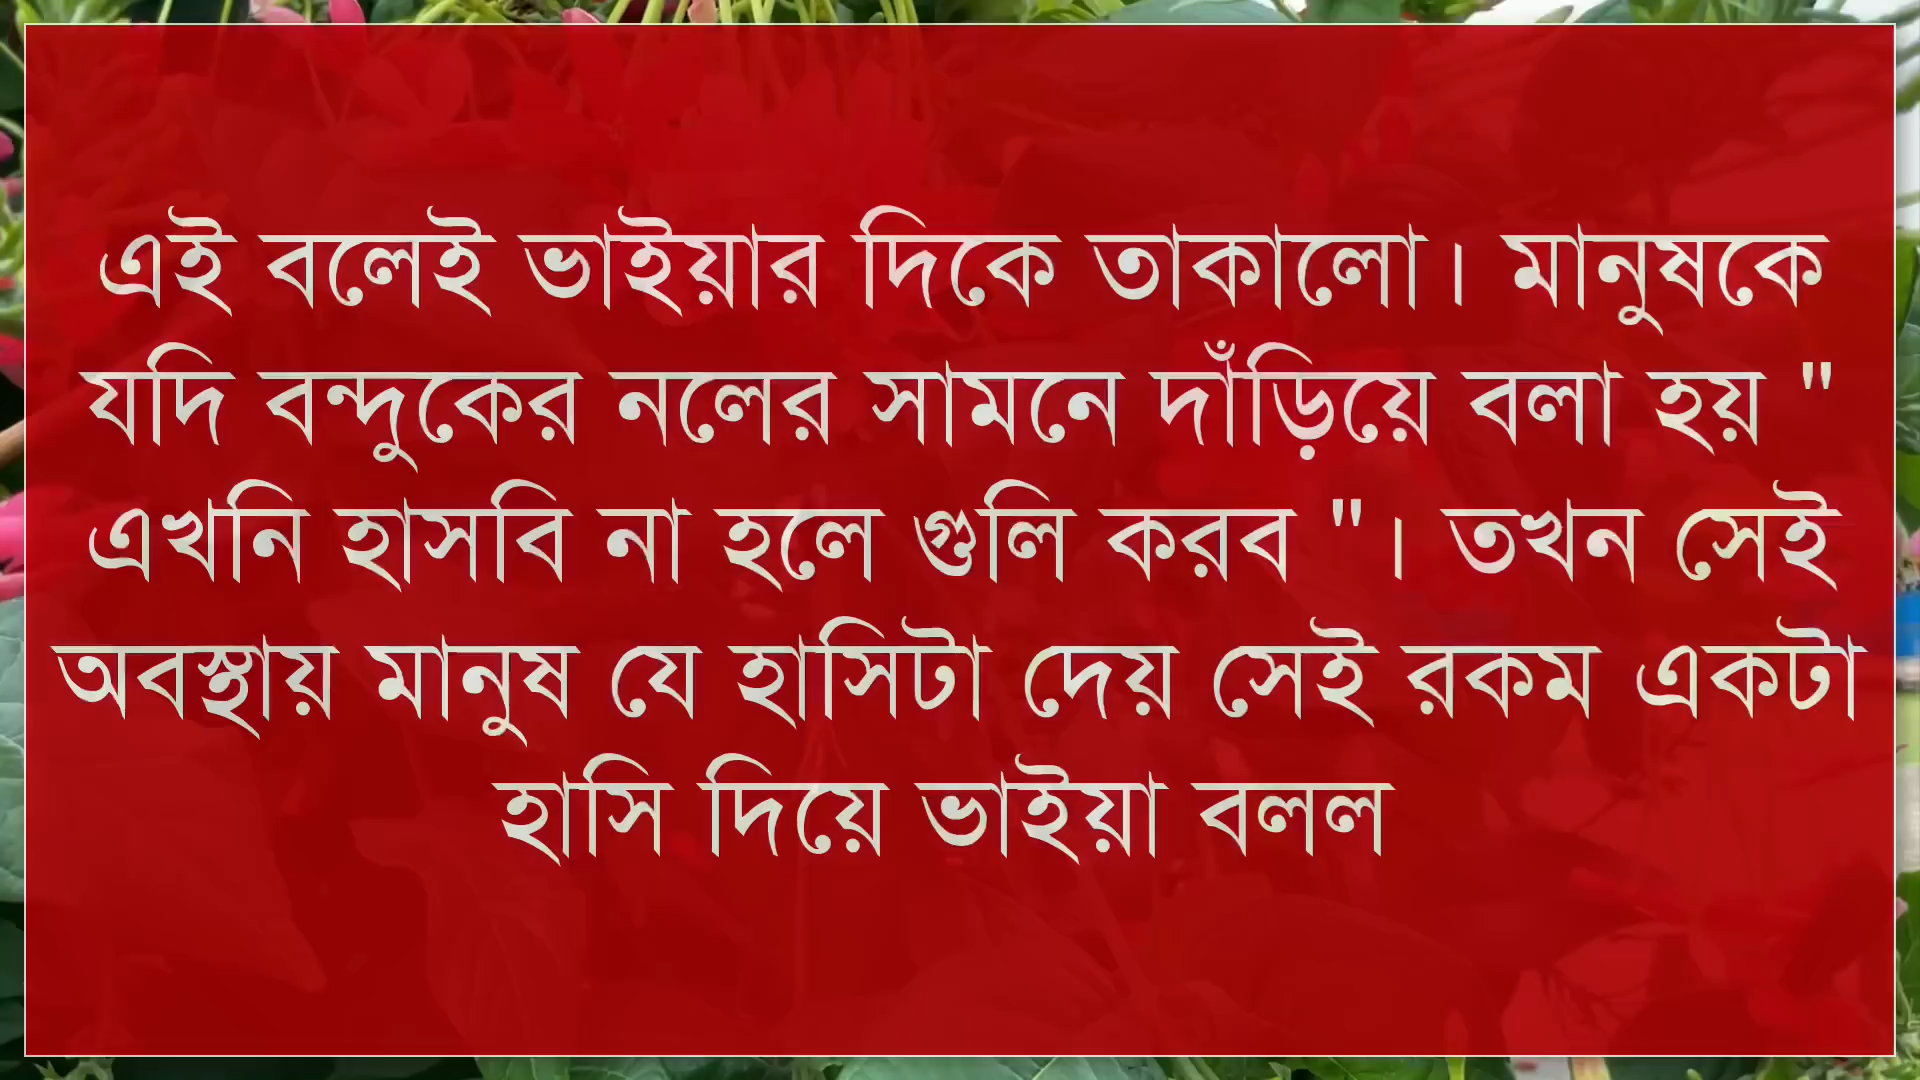 এই বলেই ভাইয়ার দিকে তাকালো। মানুষকে
যদি বন্দুকের নলের সামনে দাঁড়িয়ে বলা হয় "
এখনি হাসবি না হলে গুলি করব "। তখন সেই
অবস্থায় মানুষ যে হাসিটা দেয় সেই রকম একটা
হাসি দিয়ে ভাইয়া বলল